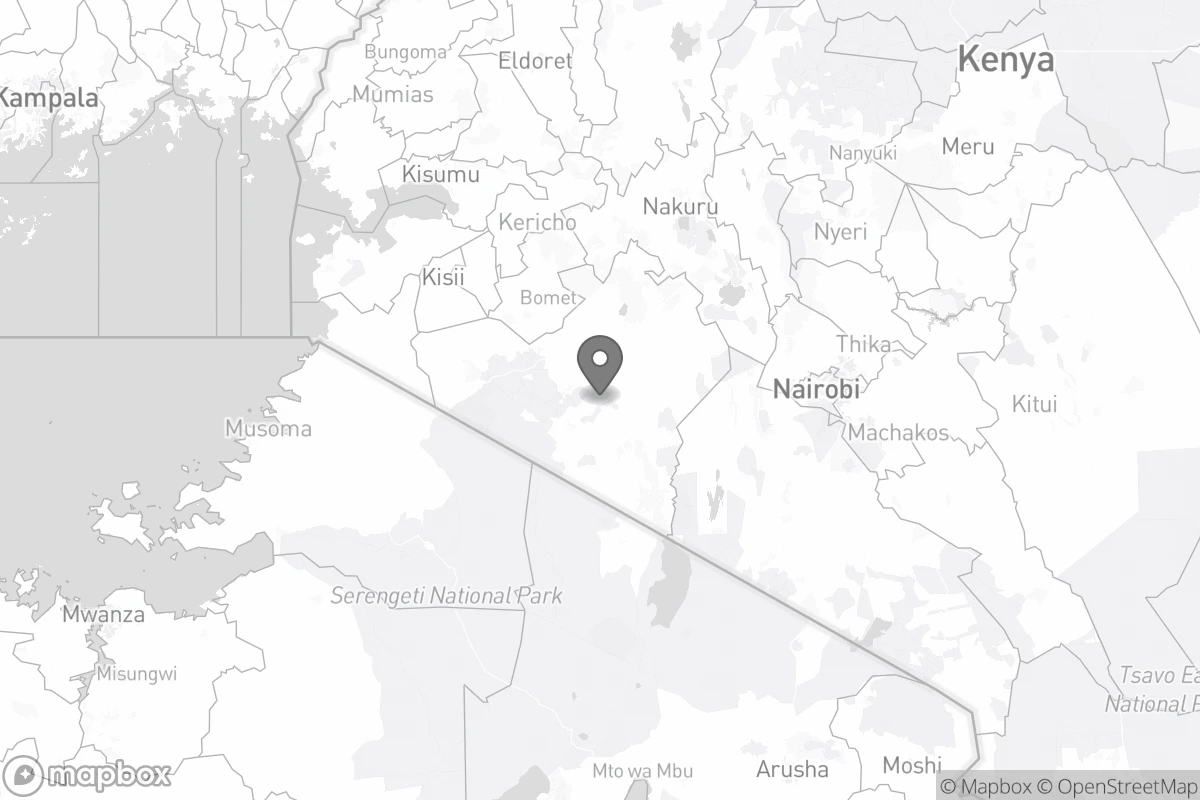 Bungoma
Eldoret
Kenya
Kampala
Mumias
Nanyuki
Meru
Kisumu
Nakuru
Kericho
Nyeri
Kisii
Bomet
Thika
Nairobi
Kitui
Musoma
Machakos
Serengeti National Park
Mwanza
Misungwi
Tsavo Ea
National P
Mto wa Mbu
Arusha
Moshi
mapbox
© Mapbox © OpenStreetMap